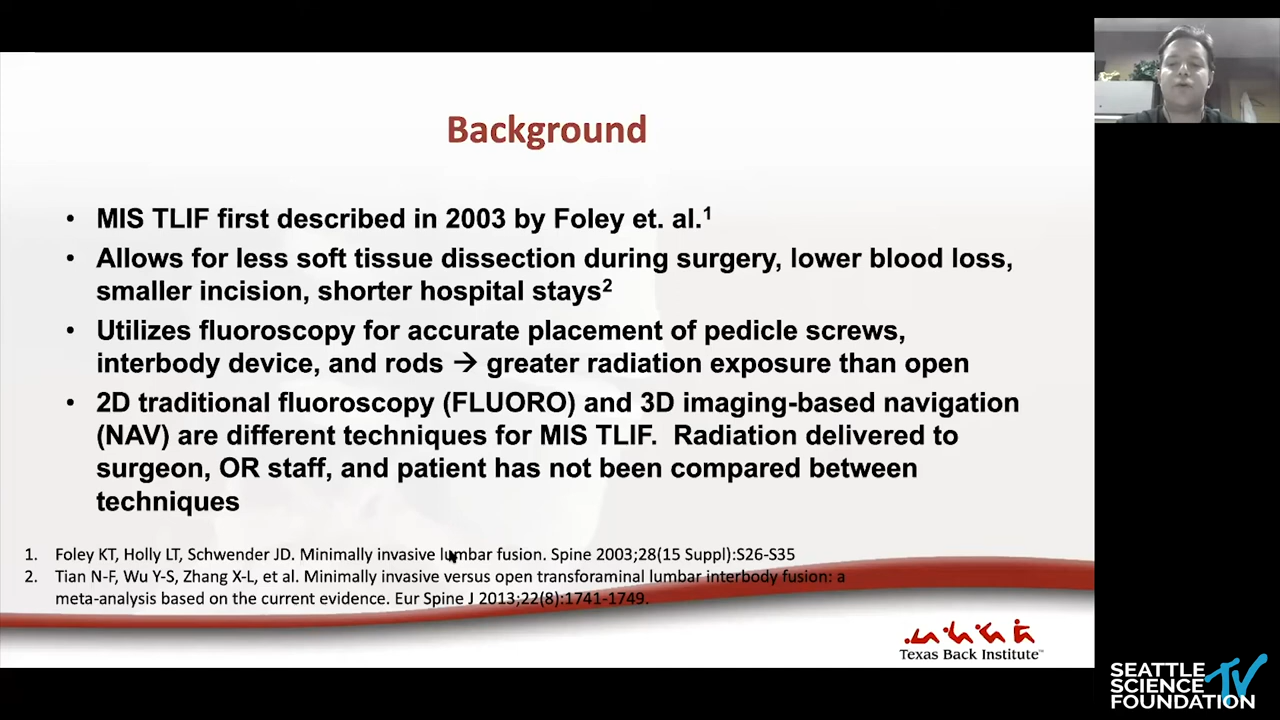 Background
• MIS TLIF first described in 2003 by Foley et. al.1
• Allows for less soft tissue dissection during surgery, lower blood loss,
smaller incision, shorter hospital stays2
• Utilizes fluoroscopy for accurate placement of pedicle screws,
interbody device, and rods → greater radiation exposure than open
• 2D traditional fluoroscopy (FLUORO) and 3D imaging-based navigation
(NAV) are different techniques for MIS TLIF. Radiation delivered to
surgeon, OR staff, and patient has not been compared between
techniques
1. Foley KT, Holly LT, Schwender JD. Minimally invasive lumbar fusion. Spine 2003;28(15 Suppl):S26-S35
2. Tian N-F, Wu Y-S, Zhang X-L, et al. Minimally invasive versus open transforaminal lumbar interbody fusion: a
meta-analysis based on the current evidence. Eur Spine J 2013;22(8):1741-1749.
Texas Back Institute™
SEATTLE
SCIENCE TV
FOUNDATION